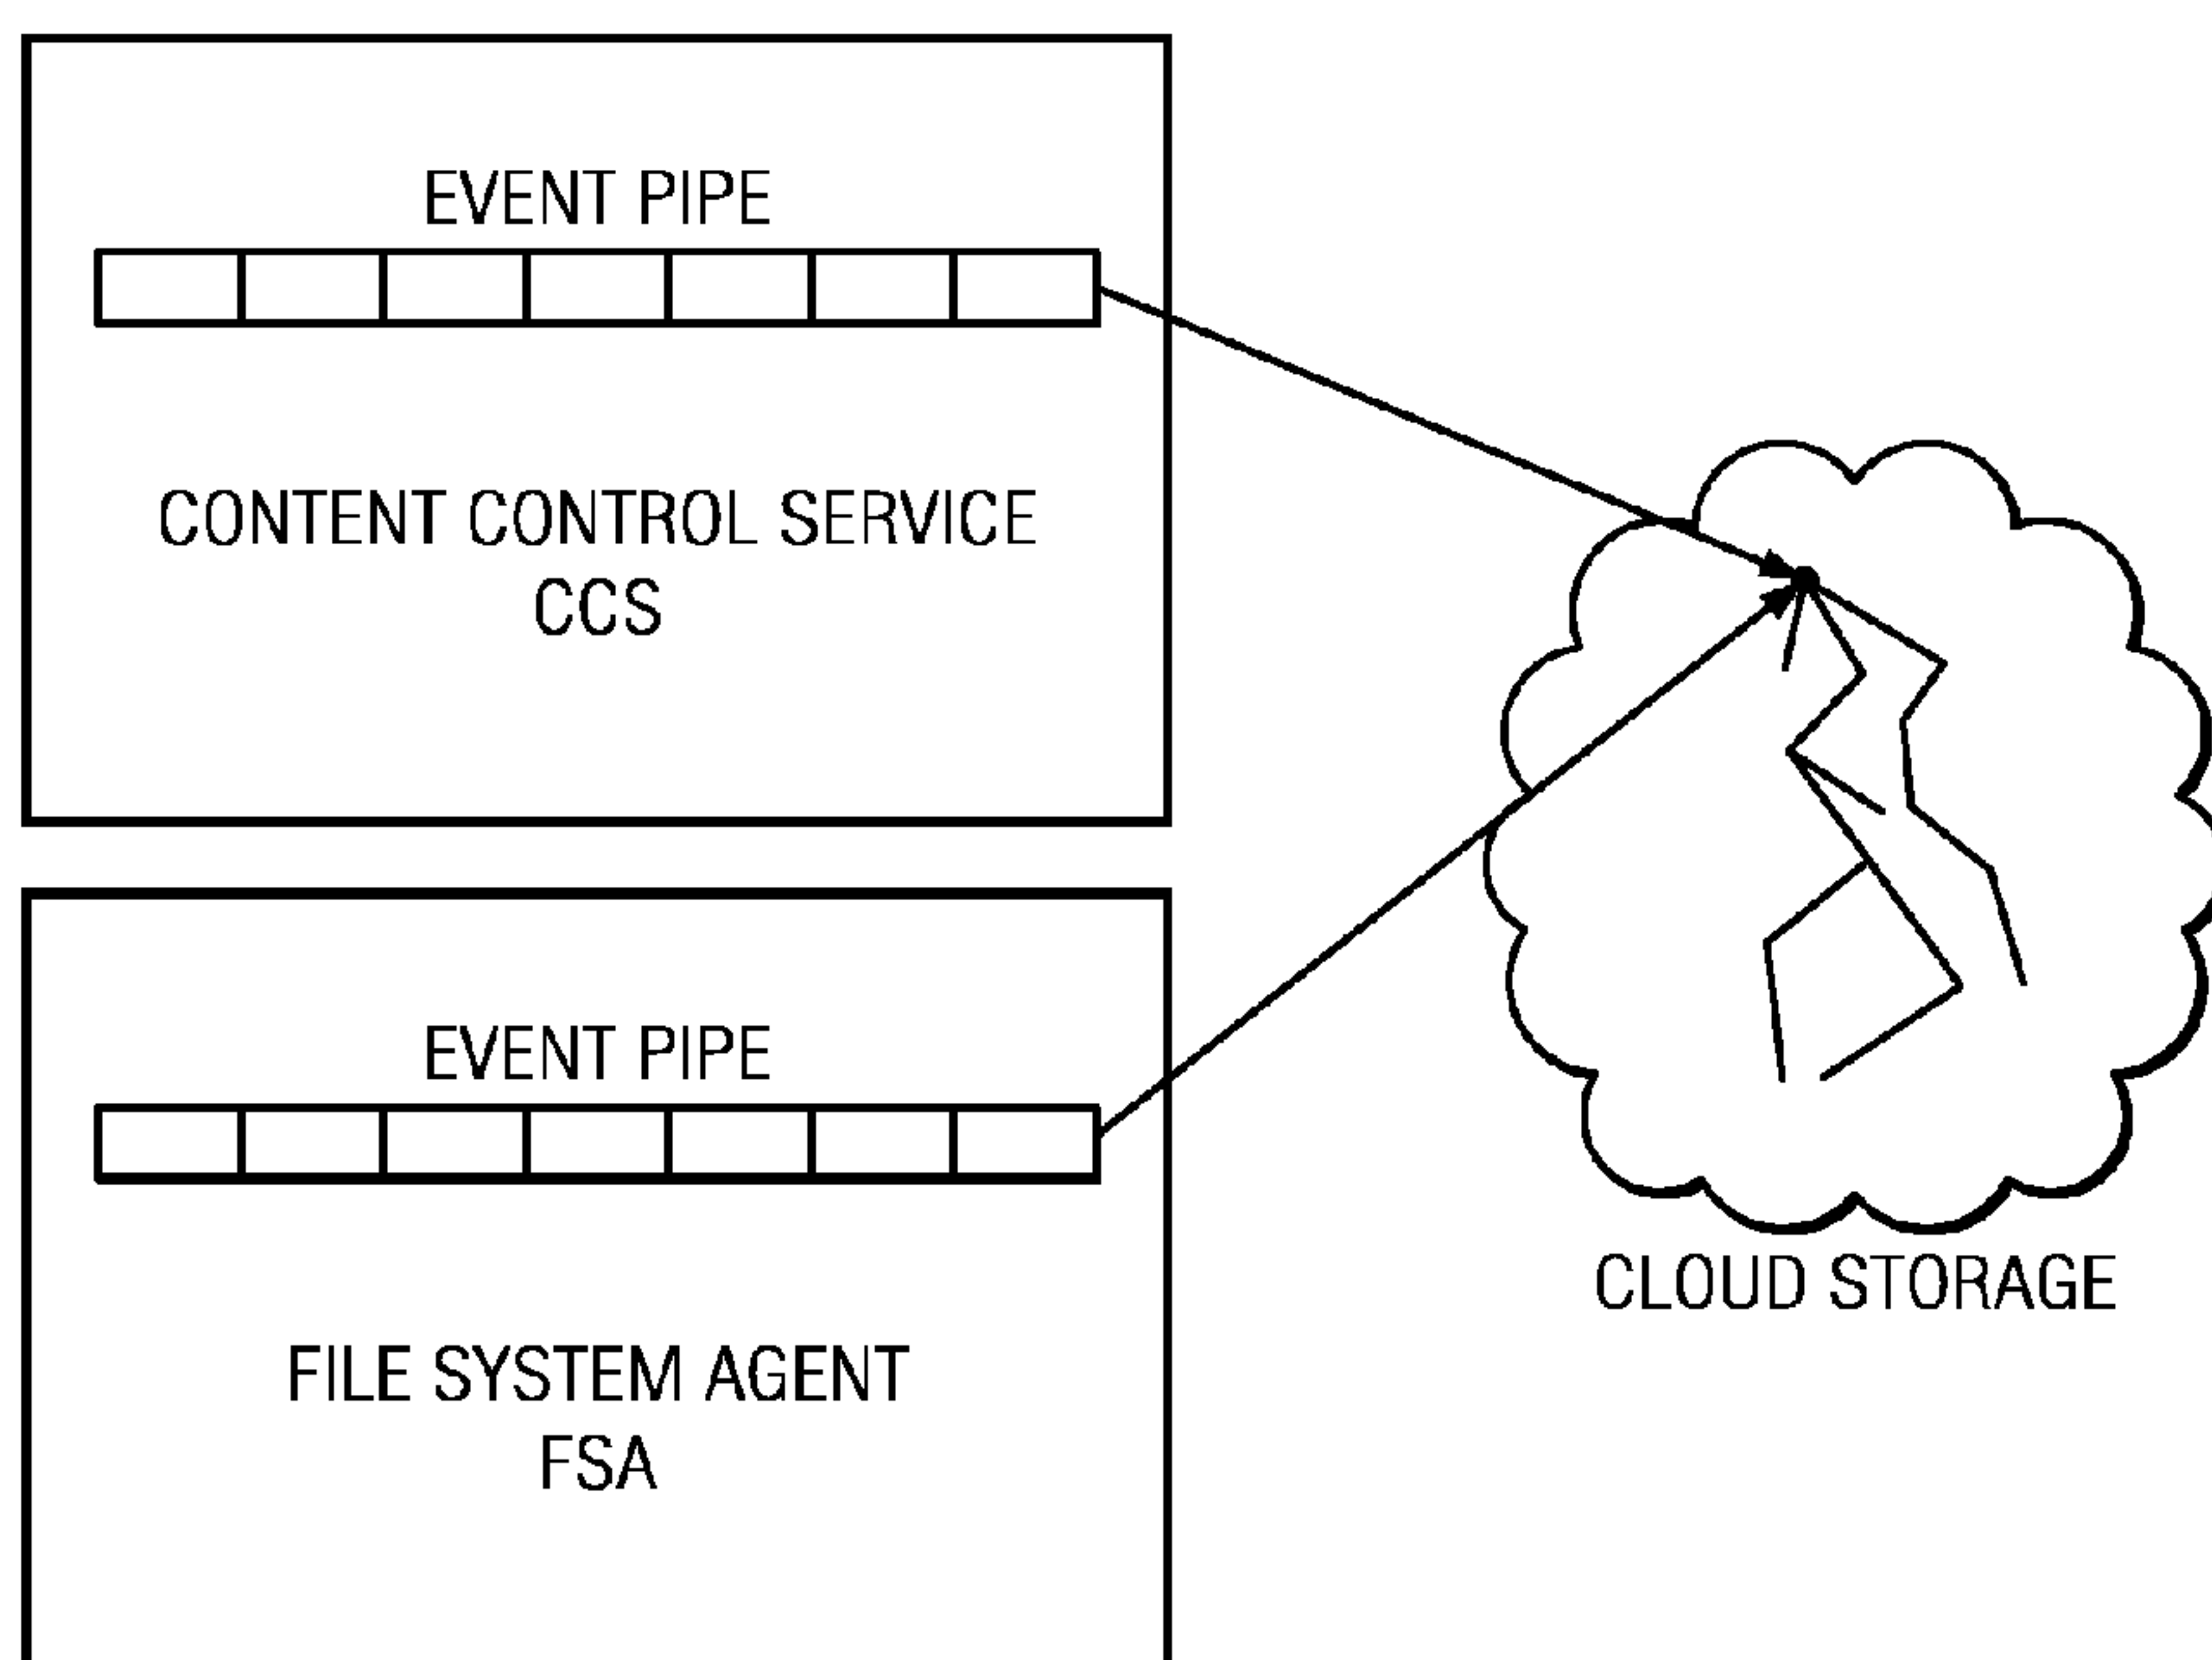 EVENT PIPE
CONTENT CONTROL SERVICE
CCS
EVENT PIPE
FILE SYSTEM AGENT
FSA
CLOUD STORAGE